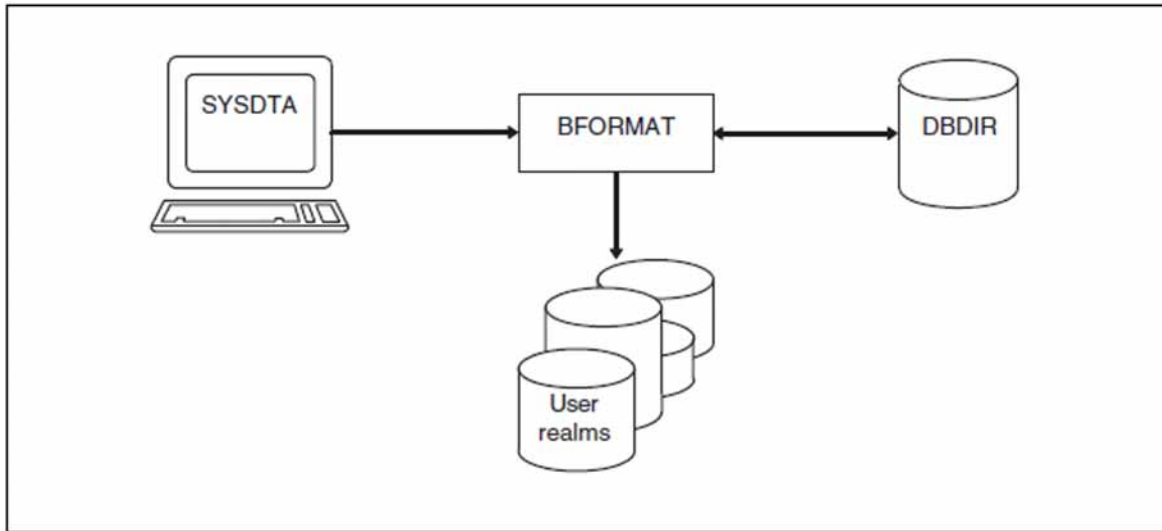 SYSDTA
BFORMAT
DBDIR
User
realms